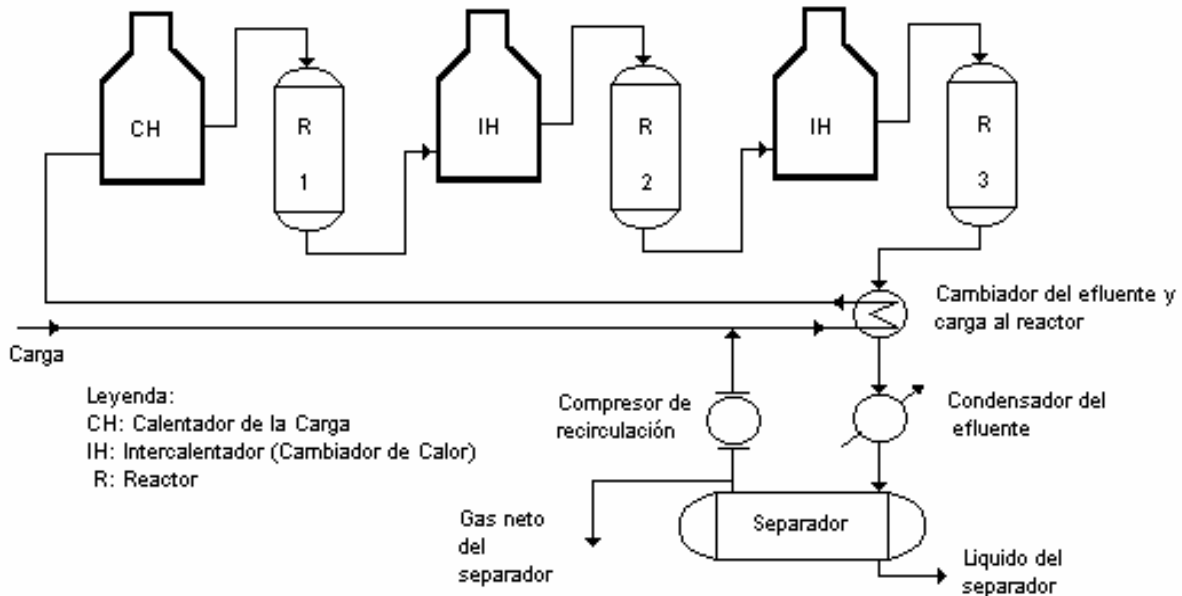 CH
R
1
IH
R
2
IH
R
3
Cambiador del efluente y
carga al reactor
Carga
Leyenda:
CH: Calentador de la Carga
IH: Intercalentador (Cambiador de Calor)
R: Reactor
Compresor de
recirculación
Condensador del
efluente
Gas neto
del
separador
Separador
Liquido del
separador